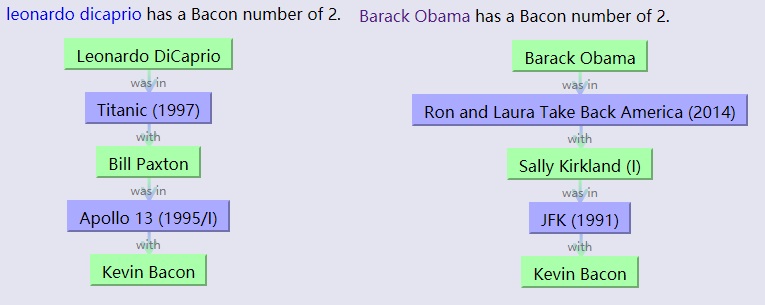 leonardo dicaprio has a Bacon number of 2.
Leonardo DiCaprio
was in
Titanic (1997)
with
Bill Paxton
was in
Apollo 13 (1995/I)
with
Kevin Bacon
Barack Obama has a Bacon number of 2.
Barack Obama
was in
Ron and Laura Take Back America (2014)
with
Sally Kirkland (I)
was in
JFK (1991)
with
Kevin Bacon